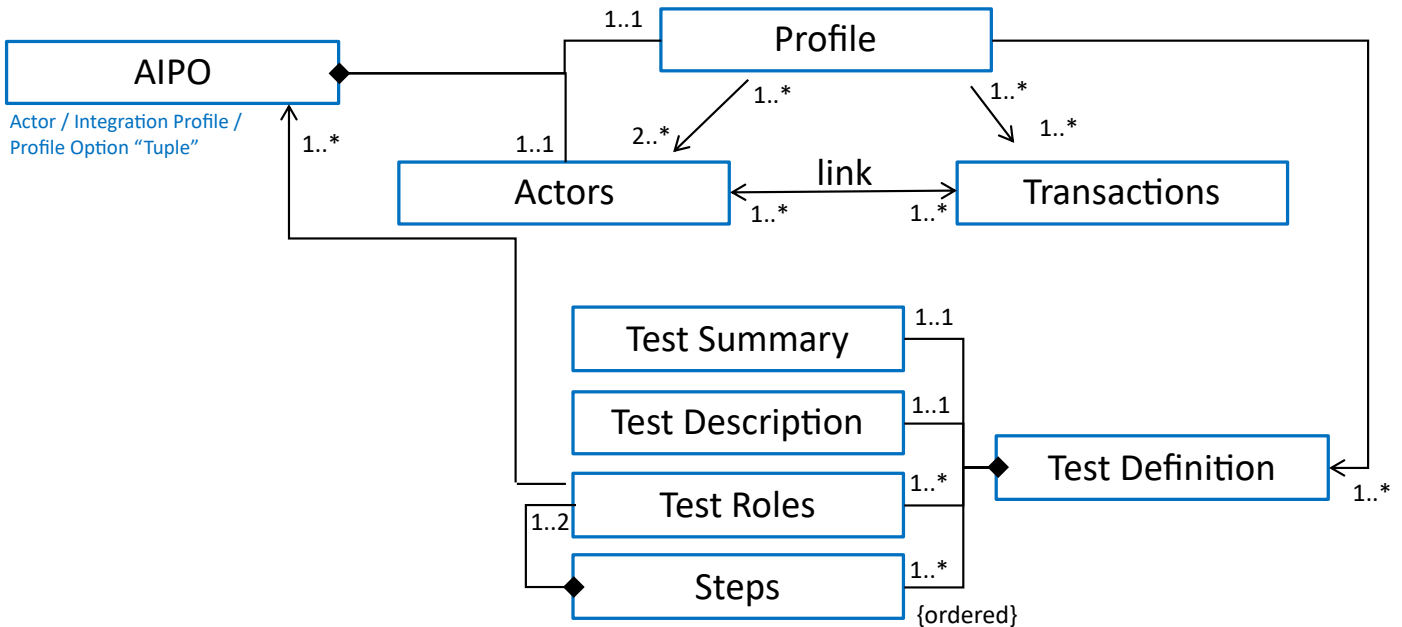 1..1
Profile
AIPO
Actor / Integration Profile /
Profile Option “Tuple”
1..*
1..*
1..*
2..*
1..*
1..1
Actors
link
Transactions
1..*
1..*
Test Summary
1..1
Test Description
1..1
Test Definition
1..*
Test Roles
1..*
1..2
Steps
1..*
{ordered}